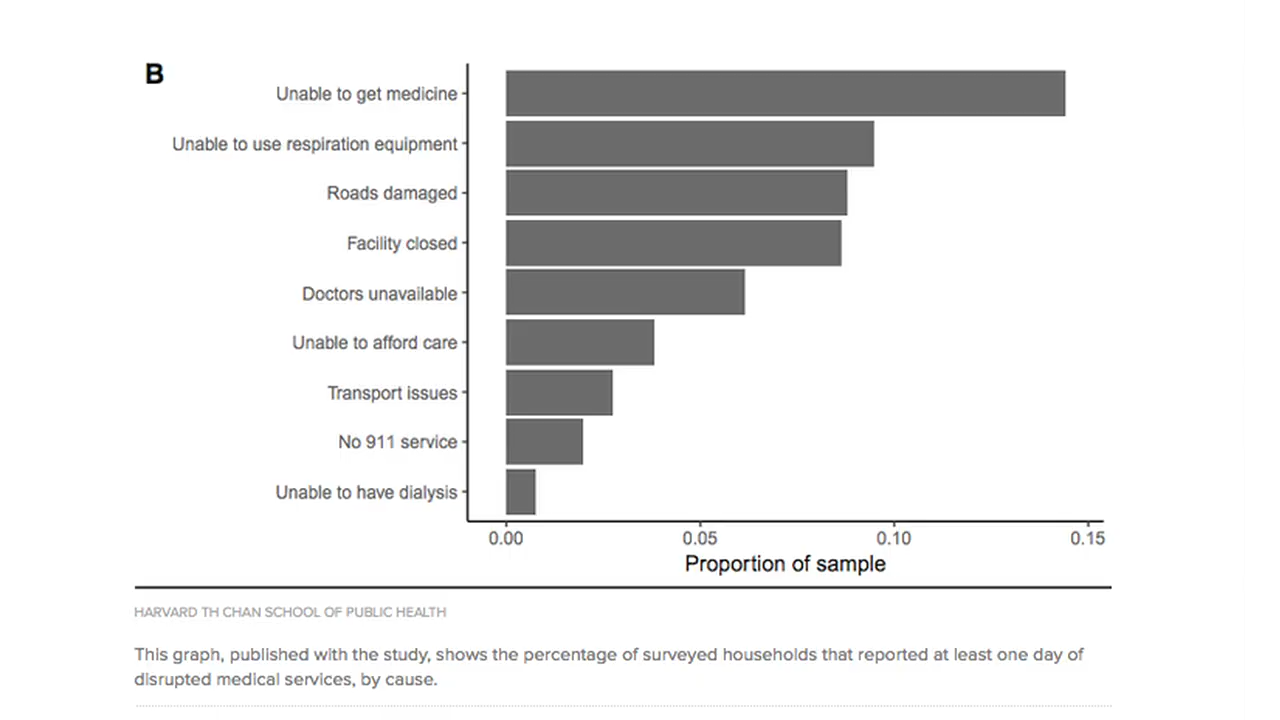 B
Unable to get medicine
Unable to use respiration equipment
Roads damaged
Facility closed
Doctors unavailable
Unable to afford care
Transport issues
No 911 service
Unable to have dialysis
0.00 0.05 0.10 0.15
Proportion of sample
HARVARD TH CHAN SCHOOL OF PUBLIC HEALTH
This graph, published with the study, shows the percentage of surveyed households that reported at least one day of
disrupted medical services, by cause.